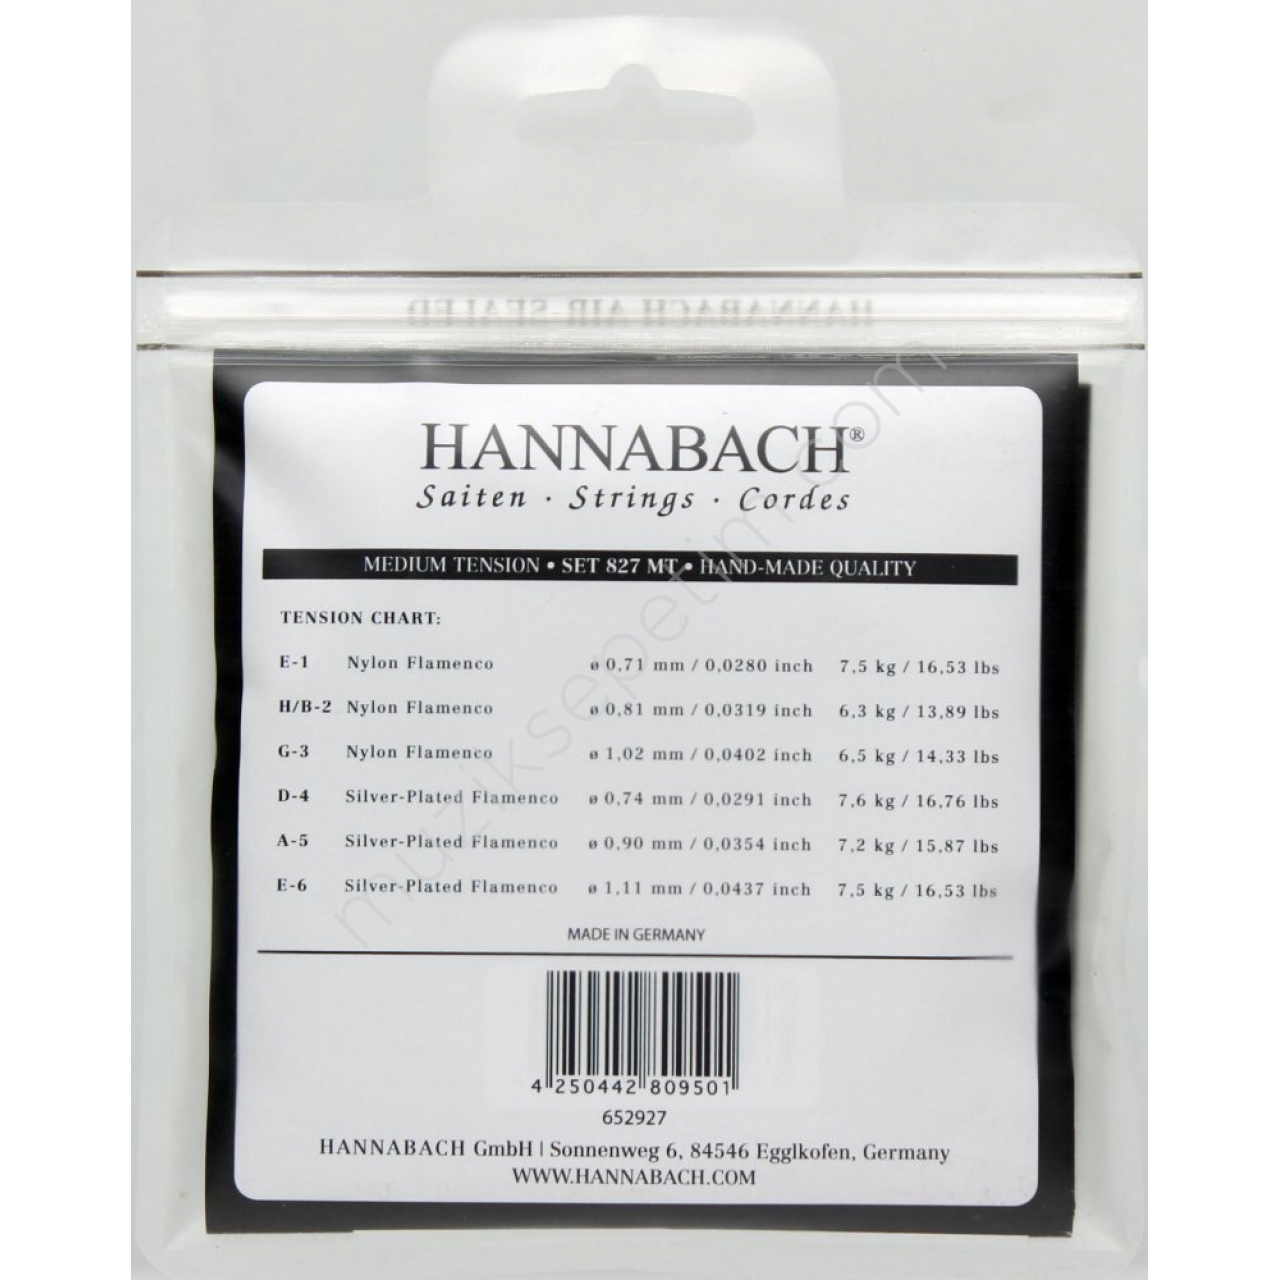 HANNABACH AIR-SEALED
HANNABACH®
Saiten · Strings · Cordes
MEDIUM TENSION • SET 827 MT • HAND-MADE QUALITY
TENSION CHART:
E-1 Nylon Flamenco ø 0,71 mm / 0,0280 inch 7,5 kg / 16,53 lbs
H/B-2 Nylon Flamenco ø 0,81 mm / 0,0319 inch 6,3 kg / 13,89 lbs
G-3 Nylon Flamenco ø 1,02 mm / 0,0402 inch 6,5 kg / 14,33 lbs
D-4 Silver-Plated Flamenco ø 0,74 mm / 0,0291 inch 7,6 kg / 16,76 lbs
A-5 Silver-Plated Flamenco ø 0,90 mm / 0,0354 inch 7,2 kg / 15,87 lbs
E-6 Silver-Plated Flamenco ø 1,11 mm / 0,0437 inch 7,5 kg / 16,53 lbs
MADE IN GERMANY
4 250442 809501
652927
HANNABACH GmbH | Sonnenweg 6, 84546 Egglkofen, Germany
WWW.HANNABACH.COM
muziksepetim.com